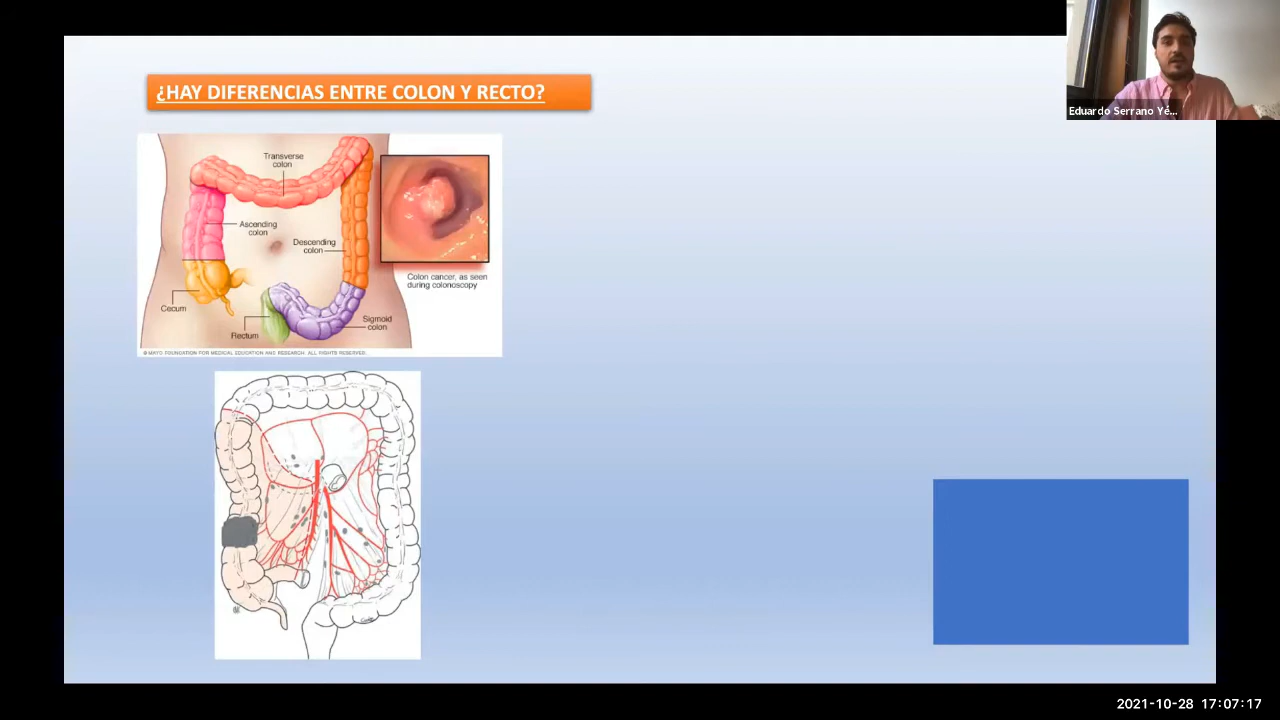 ¿HAY DIFERENCIAS ENTRE COLON Y RECTO?
Eduardo Serrano Yé...
Transverse
colon
Ascending
colon
Descending
colon
Colon cancer, as seen
during colonoscopy
Cecum
Sigmoid
colon
Rectum
© MAYO FOUNDATION FOR MEDICAL EDUCATION AND RESEARCH. ALL RIGHTS RESERVED.
2021-10-28 17:07:17